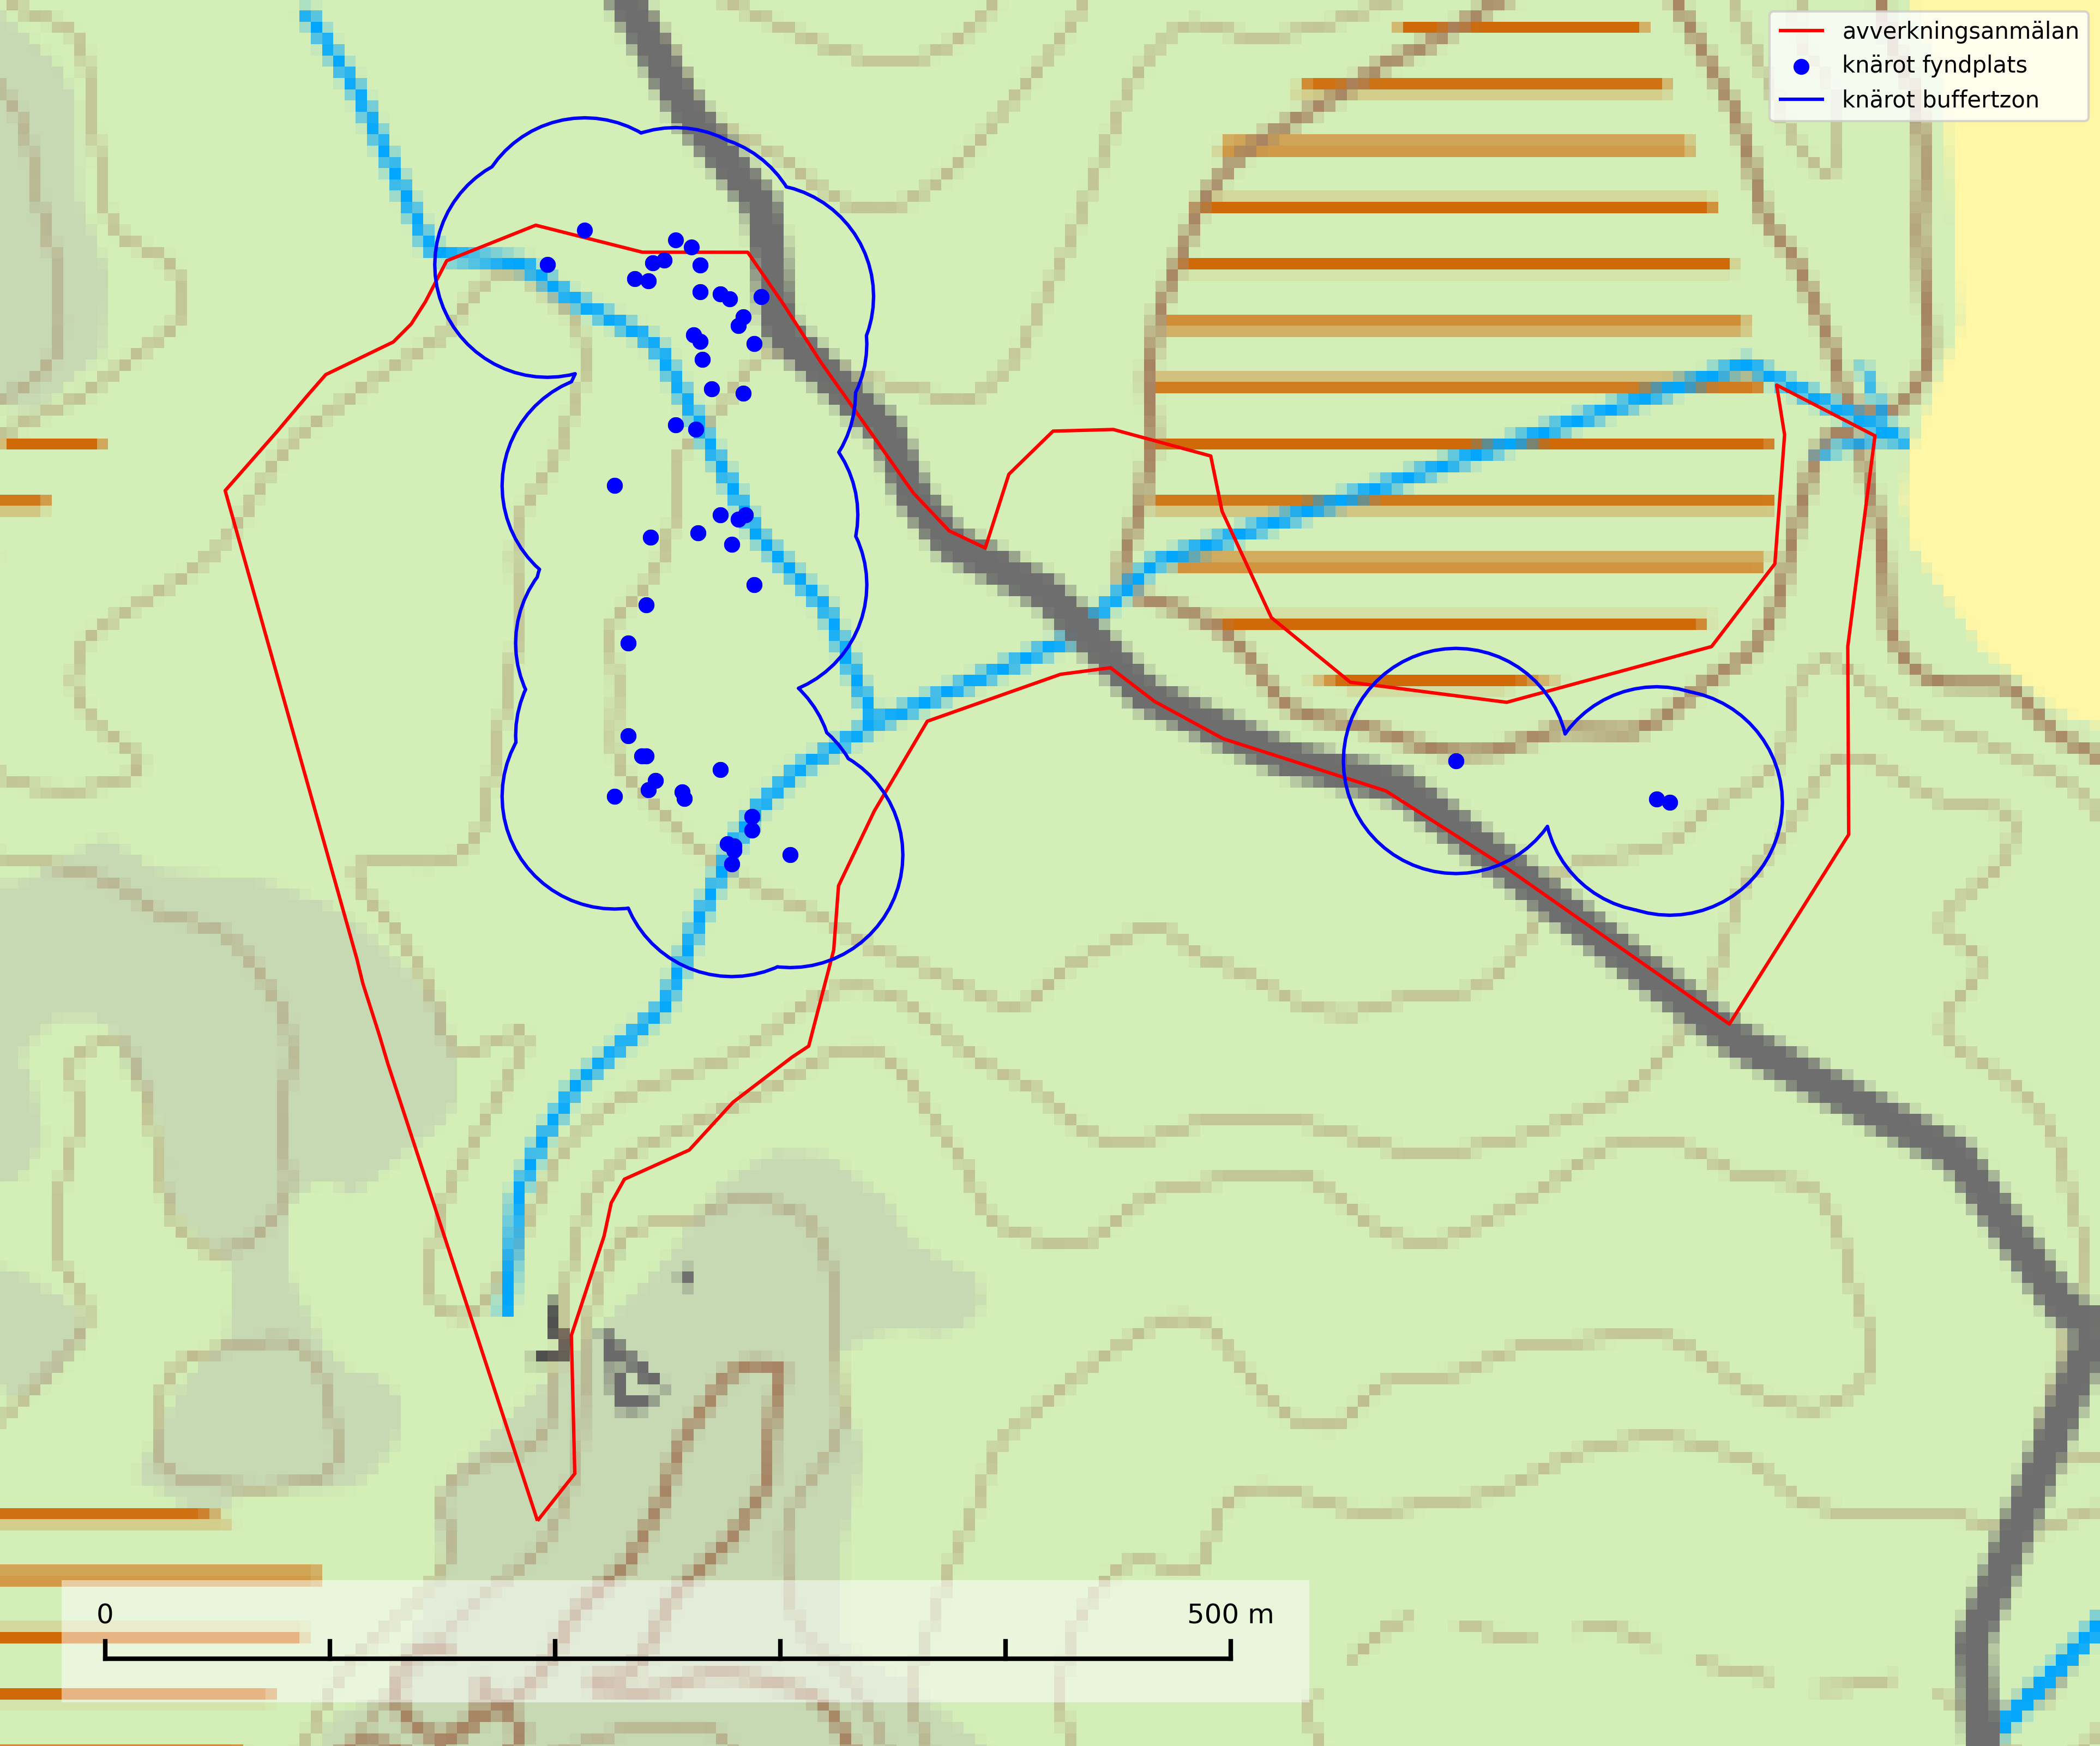 avverkningsanmälan
knärot fyndplats
knärot buffertzon
0
500 m